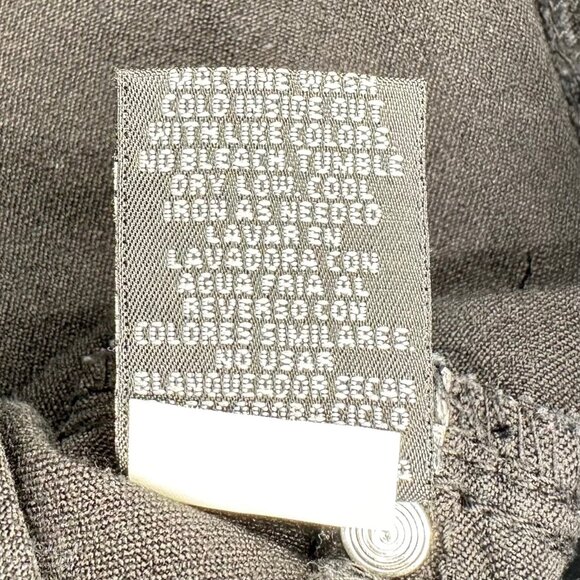 MACHINE WASH
COLD INSIDE OUT
WITH LIKE COLORS
NO BLEACH TUMBLE
DRY LOW COOL
IRON AS NEEDED
LAVAR EN
LAVADORA CON
AGUA FRIA AL
REVERSO CON
COLORES SIMILARES
NO USAR
BLANQUEADOR SECAR